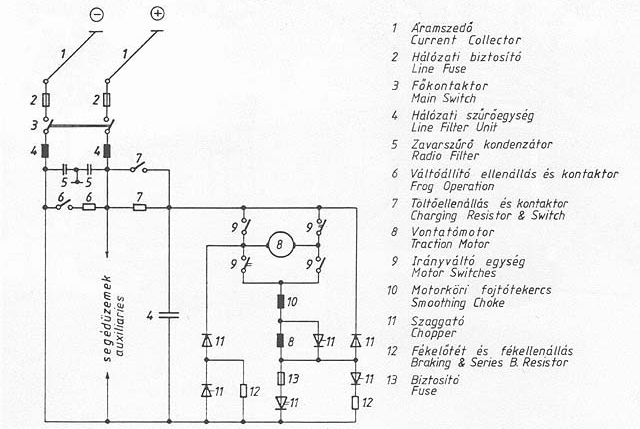 ⊖ ⊕
1 1
2 2
3
4 4
5 5
7
6 6 7
9 9
8
9 9
10
4
segédüzemek
auxiliaries
11 8 11 11
11 12 13 11
11 12
1 Áramszedő
Current Collector
2 Hálózati biztosító
Line Fuse
3 Főkontaktor
Main Switch
4 Hálózati szűrőegység
Line Filter Unit
5 Zavarszűrő kondenzátor
Radio Filter
6 Váltóállító ellenállás és kontaktor
Frog Operation
7 Töltőellenállás és kontaktor
Charging Resistor & Switch
8 Vontatómotor
Traction Motor
9 Irányváltó egység
Motor Switches
10 Motorköri fojtótekercs
Smoothing Choke
11 Szaggató
Chopper
12 Fékelőtét és fékellenállás
Braking & Series B. Resistor
13 Biztosító
Fuse